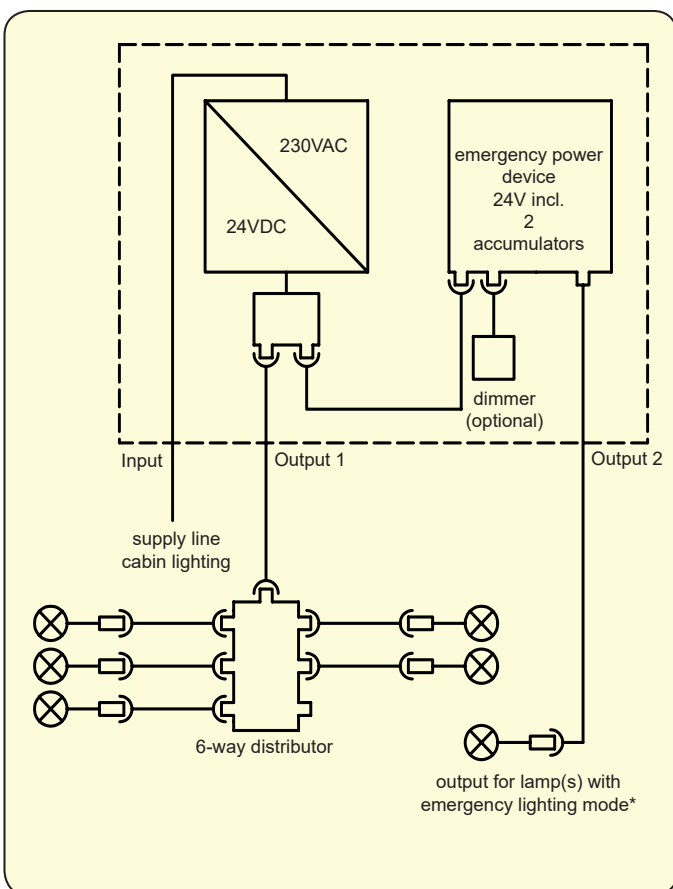 230VAC
24VDC
emergency power
device
24V incl.
2
accumulators
dimmer
(optional)
Input
Output 1
Output 2
supply line
cabin lighting
6-way distributor
output for lamp(s) with
emergency lighting mode*